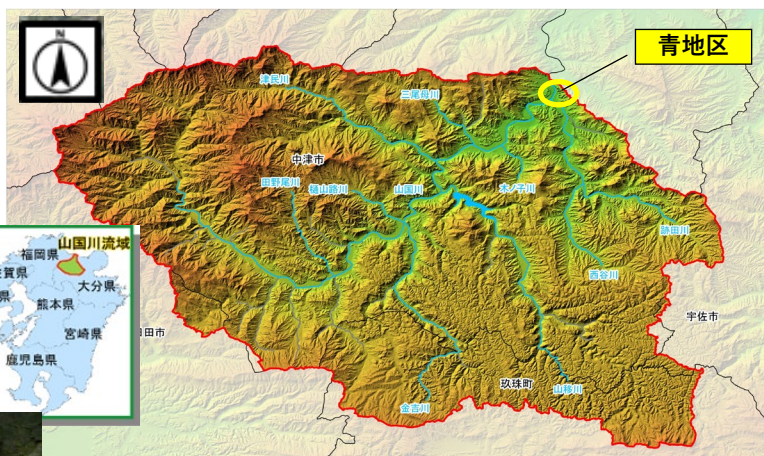 N
青地区
津民川
三尾母川
中津市
田野尾川
樋山路川
山国川
木ノ子川
跡田川
西谷川
山国川流域
福岡県
大分県
熊本県
宮崎県
鹿児島県
宇佐市
玖珠町
金吉川
山移川